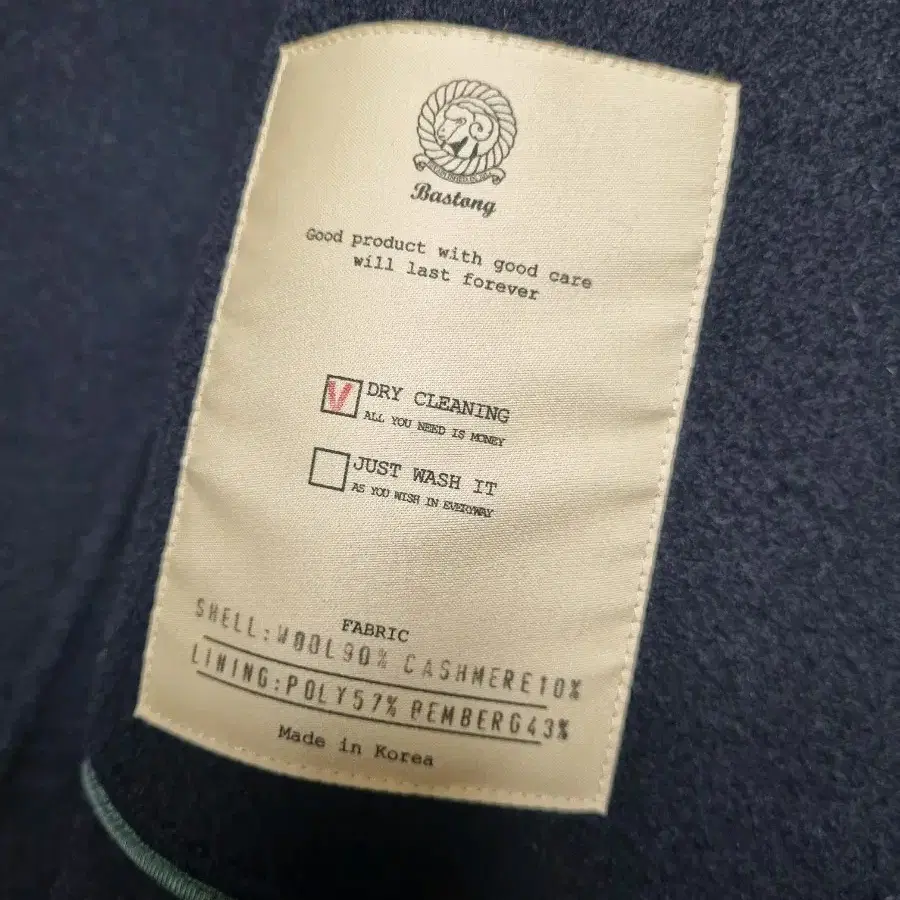 Bastong
Good product with good care
will last forever
V DRY CLEANING
ALL YOU NEED IS MONEY
JUST WASH IT
AS YOU WISH IN EVERYWAY
FABRIC
SHELL:WOOL90% CASHMERE10%
LINING:POLY57% BEMBERG43%
Made in Korea